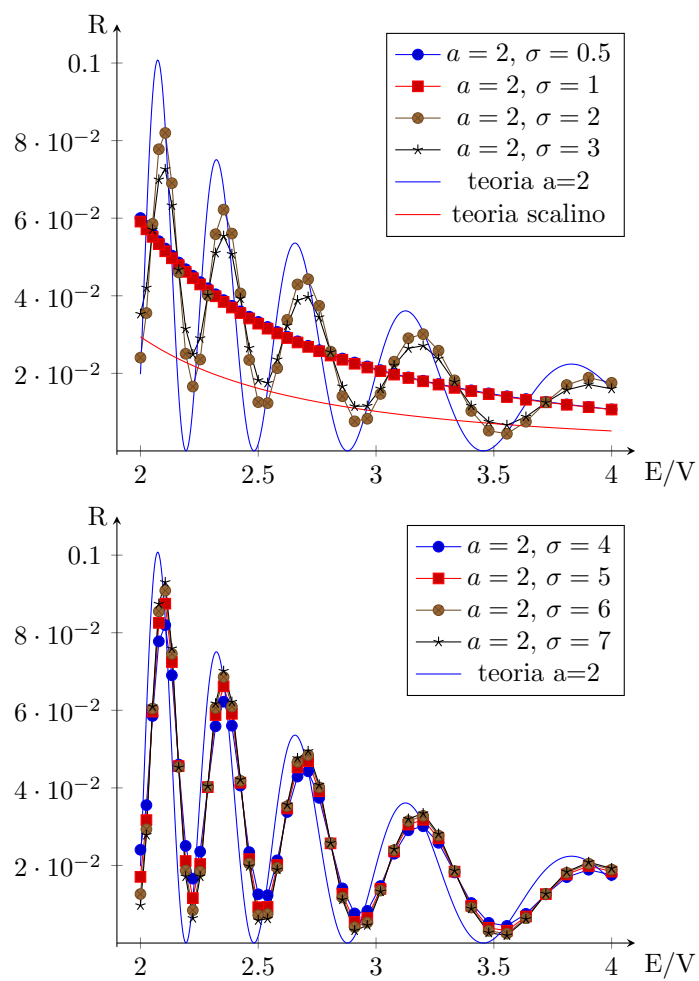 R
0.1
8 · 10⁻²
6 · 10⁻²
4 · 10⁻²
2 · 10⁻²
2 2.5 3 3.5 4
E/V
a = 2, σ = 0.5
a = 2, σ = 1
a = 2, σ = 2
a = 2, σ = 3
teoria a=2
teoria scalino
R
0.1
8 · 10⁻²
6 · 10⁻²
4 · 10⁻²
2 · 10⁻²
2 2.5 3 3.5 4
E/V
a = 2, σ = 4
a = 2, σ = 5
a = 2, σ = 6
a = 2, σ = 7
teoria a=2